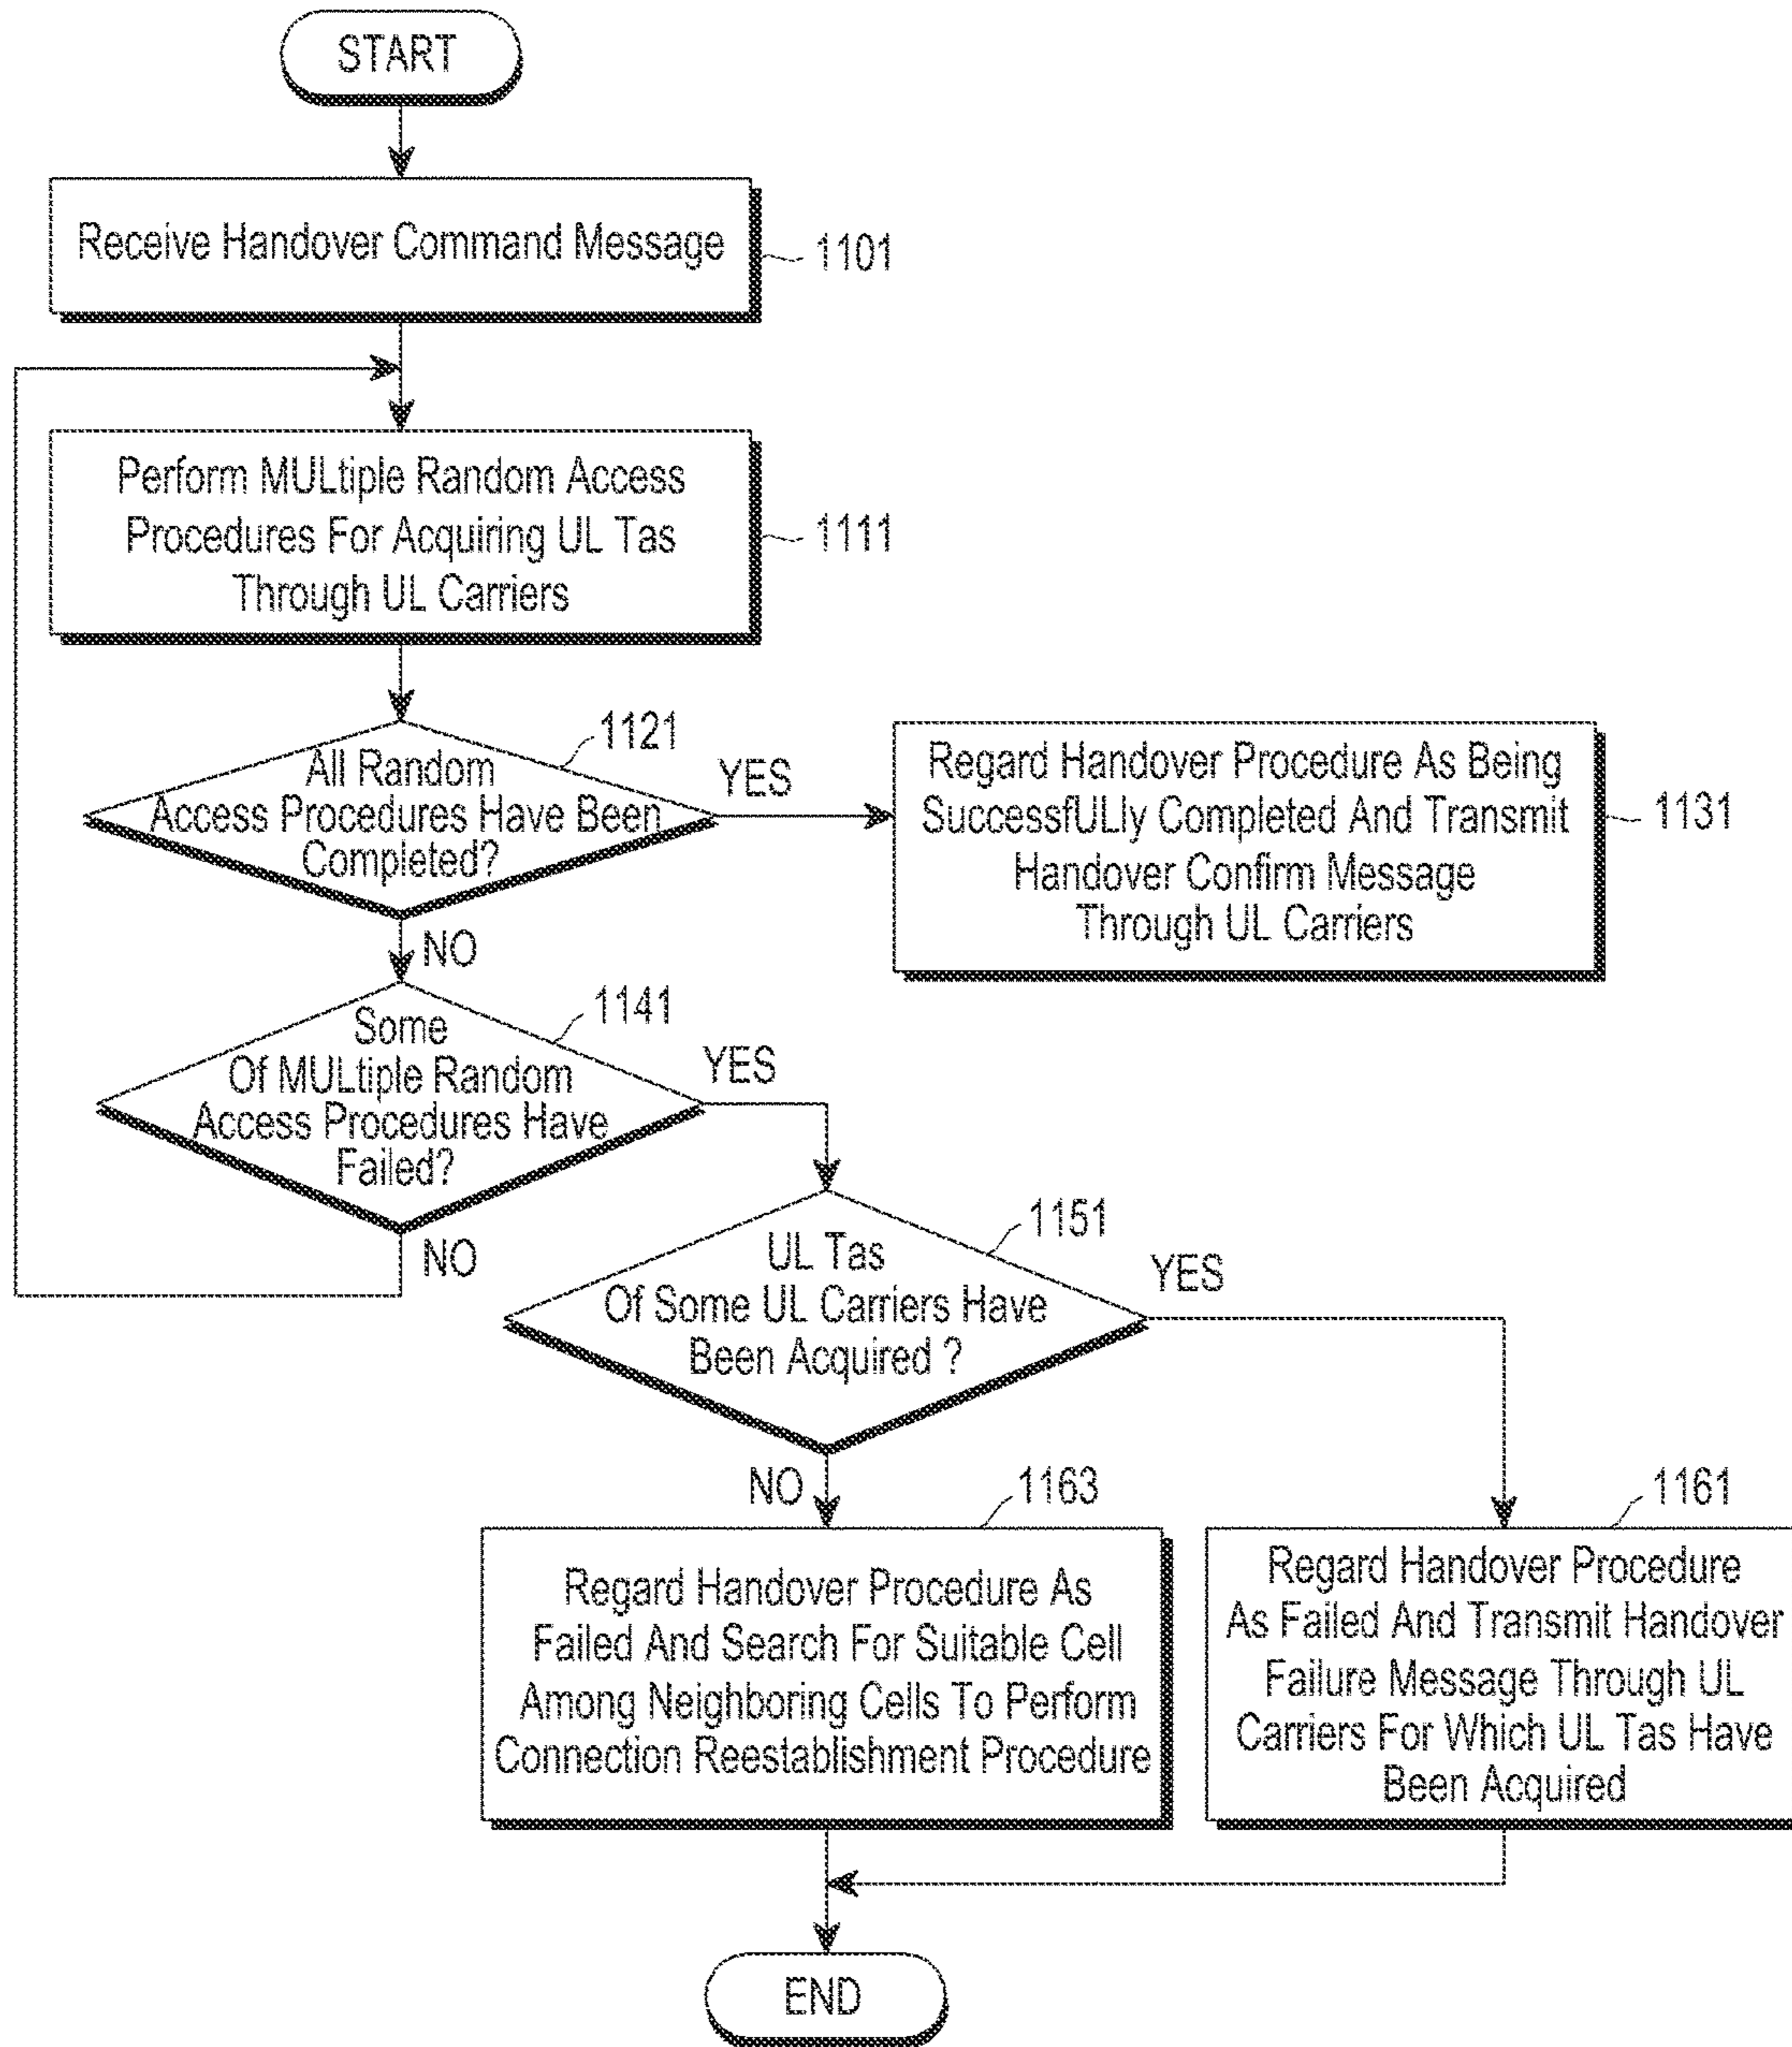 START
Receive Handover Command Message
1101
Perform MULtiple Random Access
Procedures For Acquiring UL Tas
Through UL Carriers
1111
1121
All Random
Access Procedures Have Been
Completed?
YES
NO
Regard Handover Procedure As Being
SuccessfULly Completed And Transmit
Handover Confirm Message
Through UL Carriers
1131
1141
Some
Of MULtiple Random
Access Procedures Have
Failed?
YES
NO
1151
UL Tas
Of Some UL Carriers Have
Been Acquired ?
YES
NO
1163
Regard Handover Procedure As
Failed And Search For Suitable Cell
Among Neighboring Cells To Perform
Connection Reestablishment Procedure
1161
Regard Handover Procedure
As Failed And Transmit Handover
Failure Message Through UL
Carriers For Which UL Tas Have
Been Acquired
END